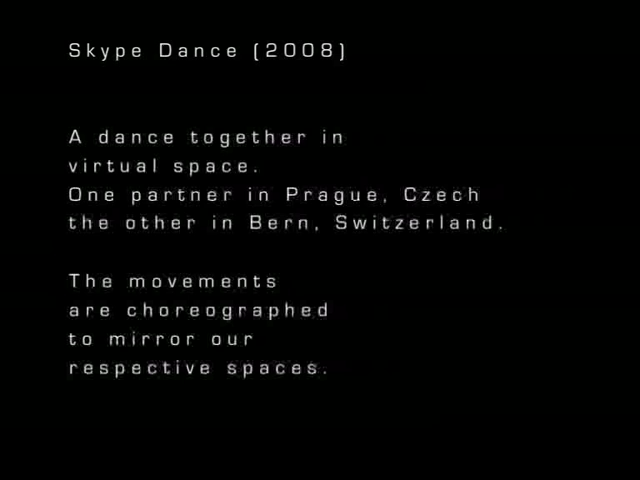 Skype Dance (2008)
A dance together in
virtual space.
One partner in Prague, Czech
the other in Bern, Switzerland.
The movements
are choreographed
to mirror our
respective spaces.